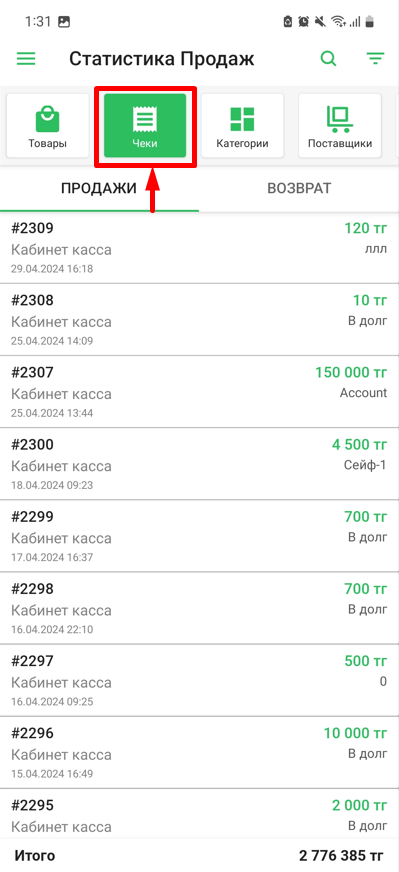 1:31
Статистика Продаж
Товары
Чеки
Категории
Поставщики
ПРОДАЖИ ВОЗВРАТ
#2309 120 тг
Кабинет касса ллл
29.04.2024 16:18
#2308 10 тг
Кабинет касса В долг
25.04.2024 14:09
#2307 150 000 тг
Кабинет касса Account
25.04.2024 13:44
#2300 4 500 тг
Кабинет касса Сейф-1
18.04.2024 09:23
#2299 700 тг
Кабинет касса В долг
17.04.2024 16:37
#2298 700 тг
Кабинет касса В долг
16.04.2024 22:10
#2297 500 тг
Кабинет касса 0
16.04.2024 09:25
#2296 10 000 тг
Кабинет касса В долг
15.04.2024 16:49
#2295 2 000 тг
Кабинет касса В долг
Итого 2 776 385 тг